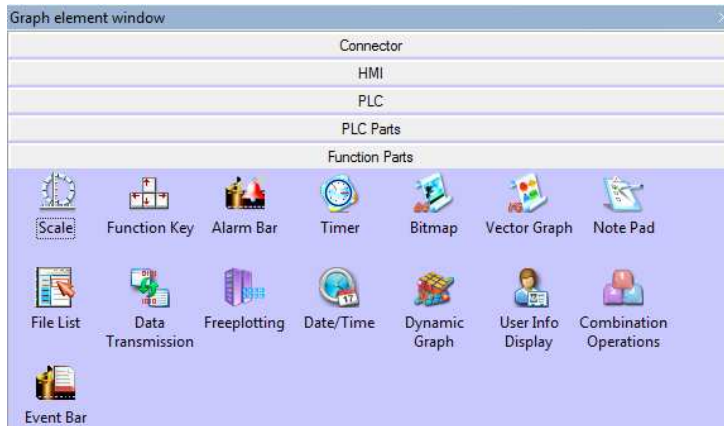 Graph element window
Connector
HMI
PLC
PLC Parts
Function Parts
Scale Function Key Alarm Bar Timer Bitmap Vector Graph Note Pad
File List Data Freeplotting Date/Time Dynamic User Info Combination
Transmission Graph Display Operations
Event Bar